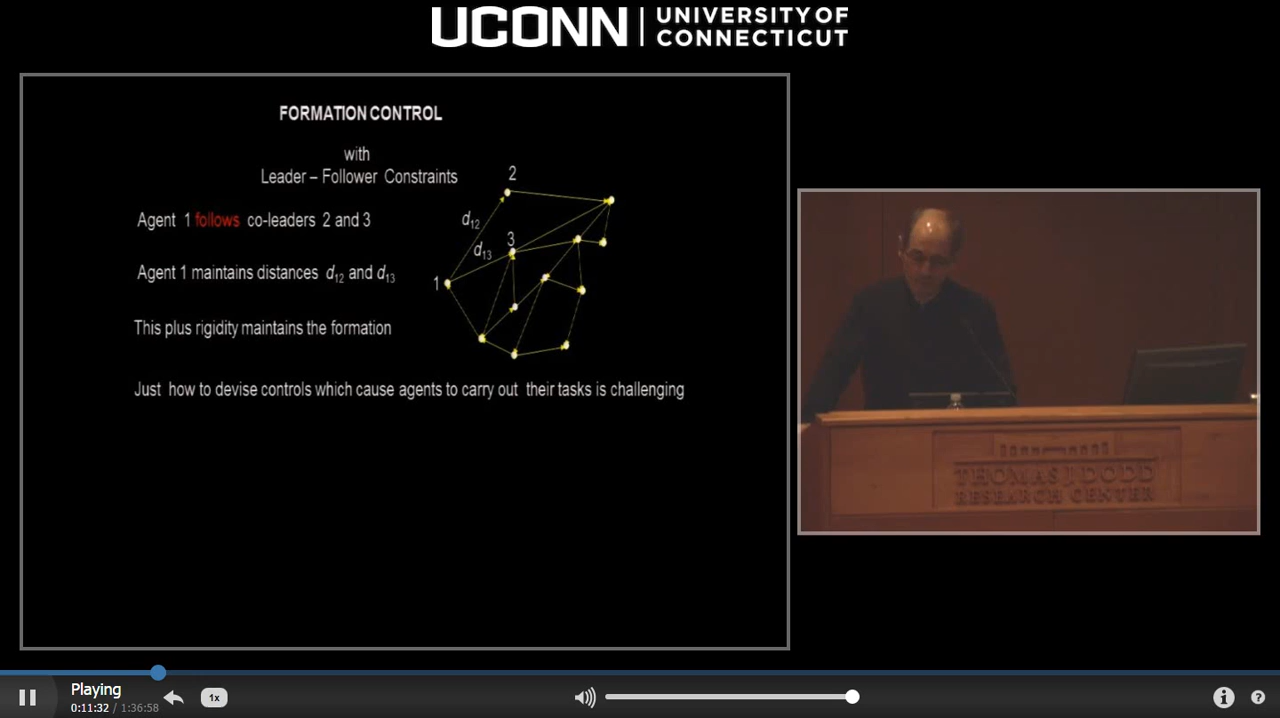 UCONN
UNIVERSITY OF
CONNECTICUT
FORMATION CONTROL
with
Leader – Follower Constraints
2
Agent 1 follows co-leaders 2 and 3
d12
3
d13
Agent 1 maintains distances d12 and d13
1
This plus rigidity maintains the formation
Just how to devise controls which cause agents to carry out their tasks is challenging
THOMAS J. DODD
RESEARCH CENTER
Playing
0:11:32 / 1:36:58
1x
i
?